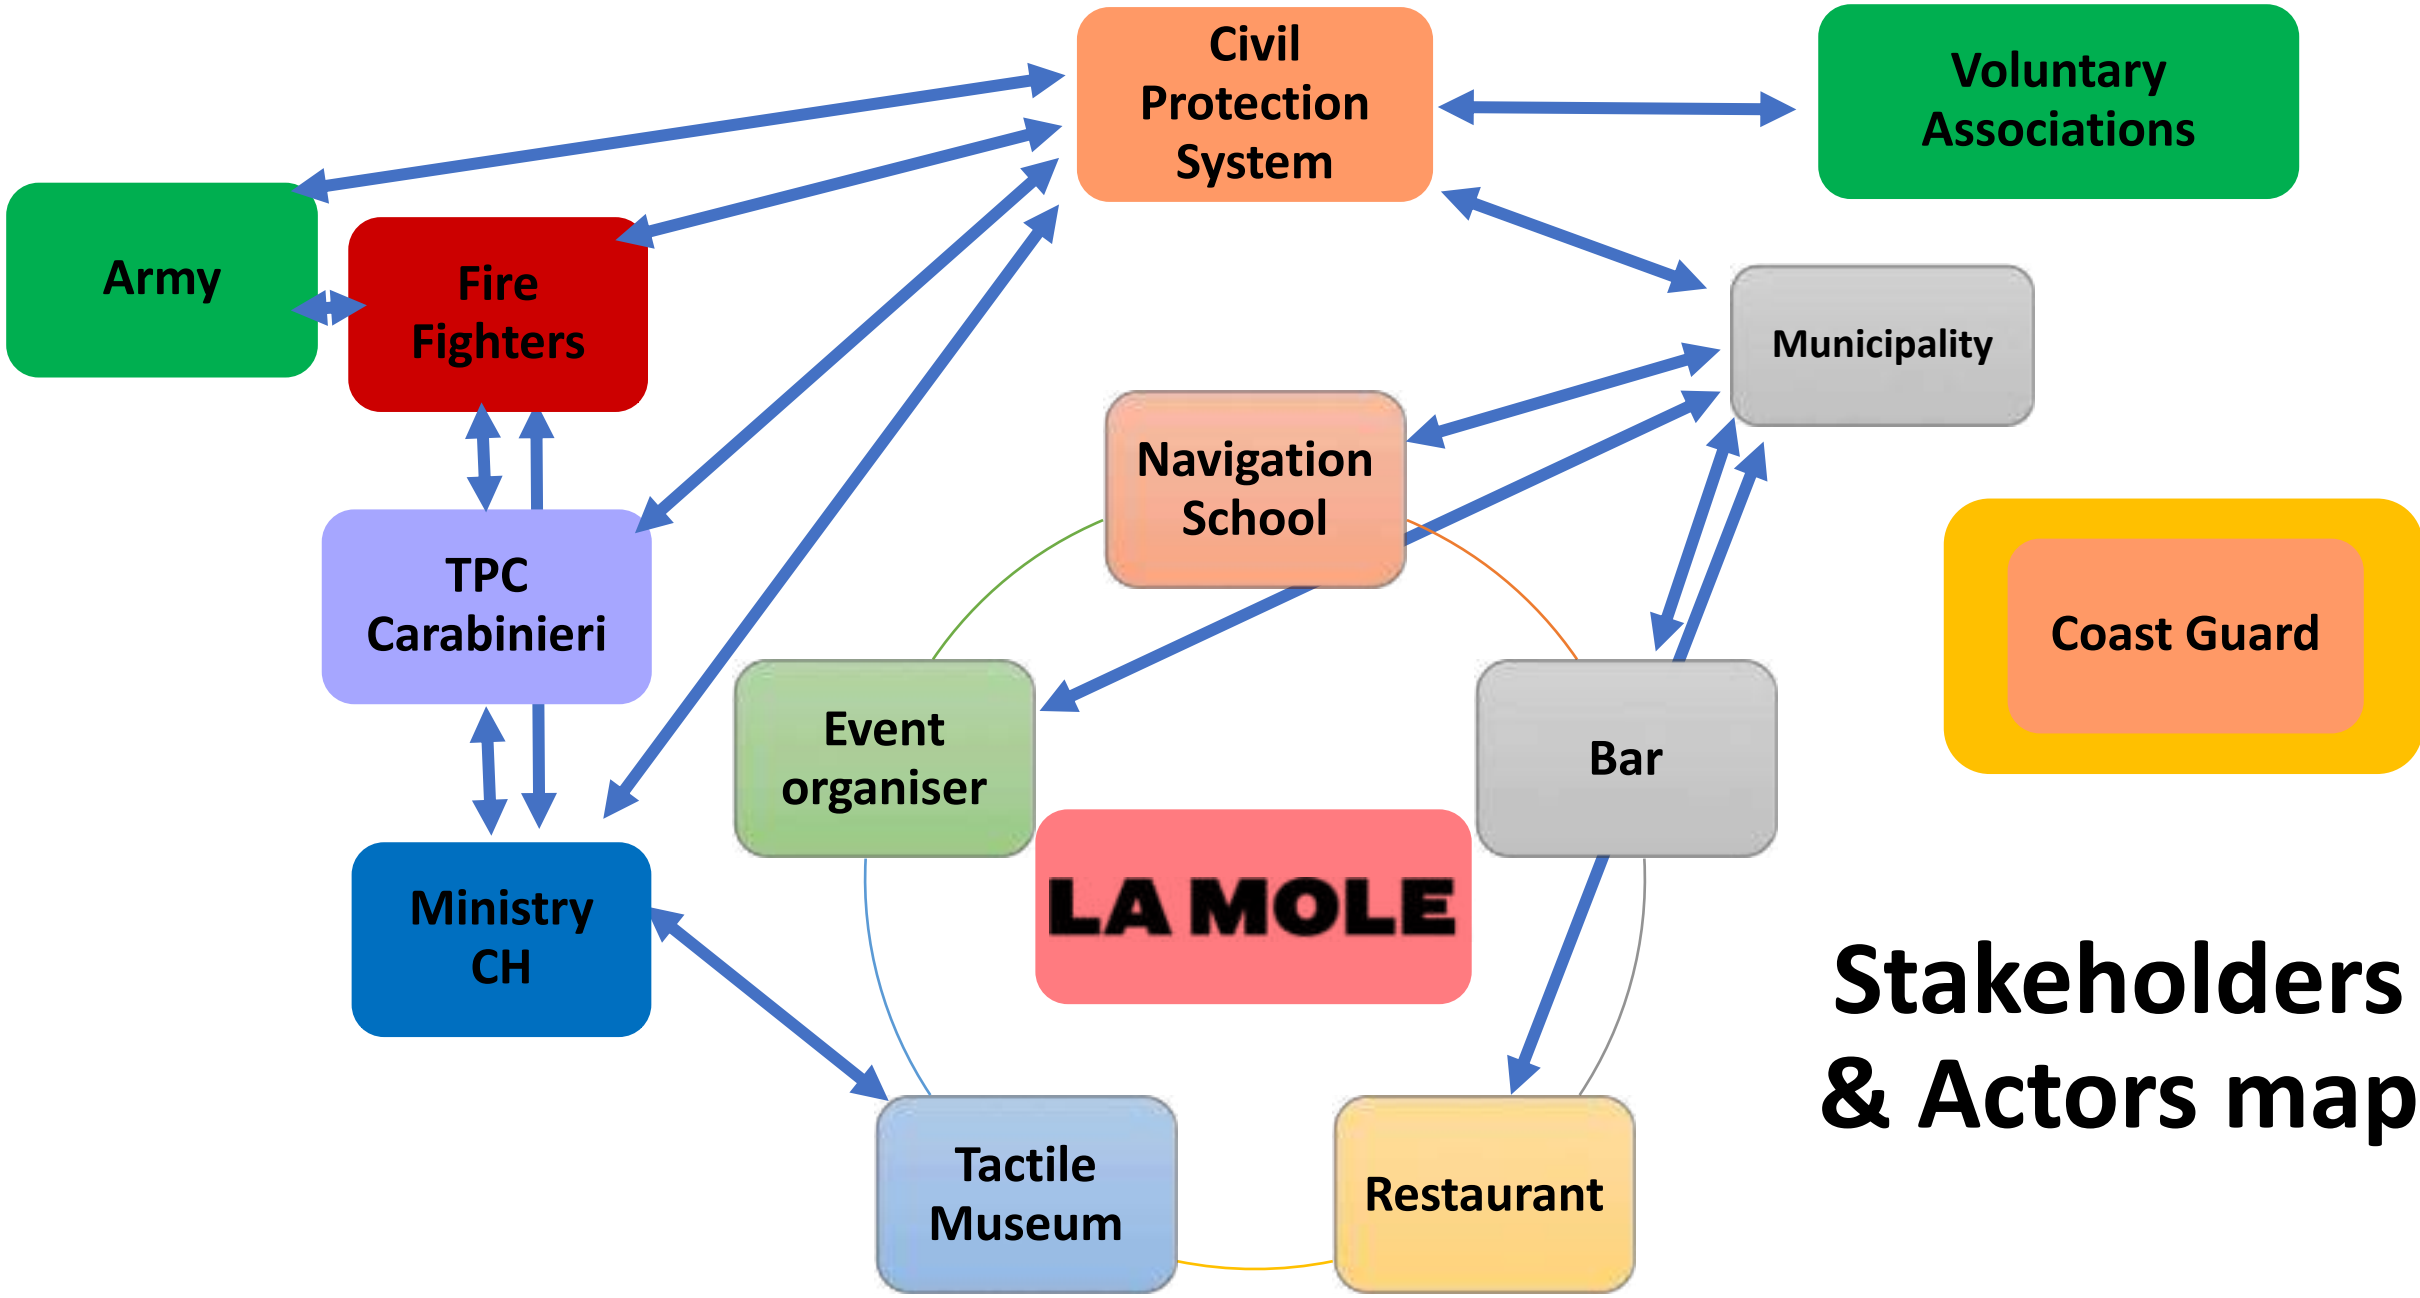 Civil
Protection
System
Voluntary
Associations
Army
Fire
Fighters
Municipality
Navigation
School
TPC
Carabinieri
Coast Guard
Event
organiser
Bar
LA MOLE
Ministry
CH
Stakeholders
& Actors map
Tactile
Museum
Restaurant